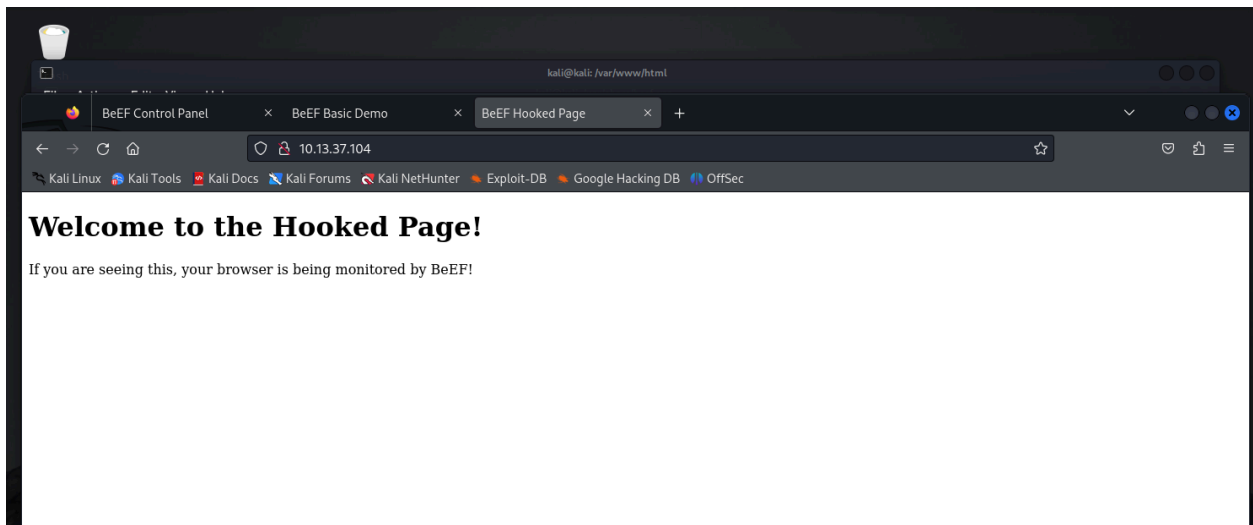 kali@kali: /var/www/html
BeEF Control Panel × BeEF Basic Demo × BeEF Hooked Page × +
10.13.37.104
Kali Linux Kali Tools Kali Docs Kali Forums Kali NetHunter Exploit-DB Google Hacking DB OffSec
Welcome to the Hooked Page!
If you are seeing this, your browser is being monitored by BeEF!